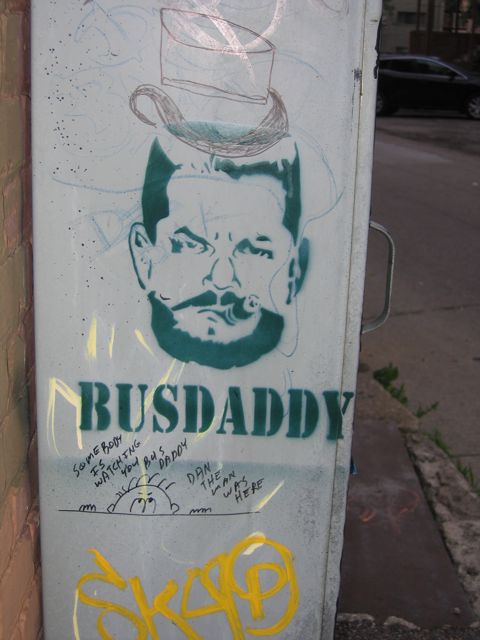 BUSDADDY
SOMEBODY
IS
WATCHING
YOU BUS
DADDY
DAN
THE
MAN
WAS
HERE